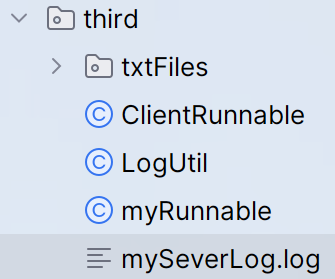 third
txtFiles
ClientRunnable
LogUtil
myRunnable
mySeverLog.log